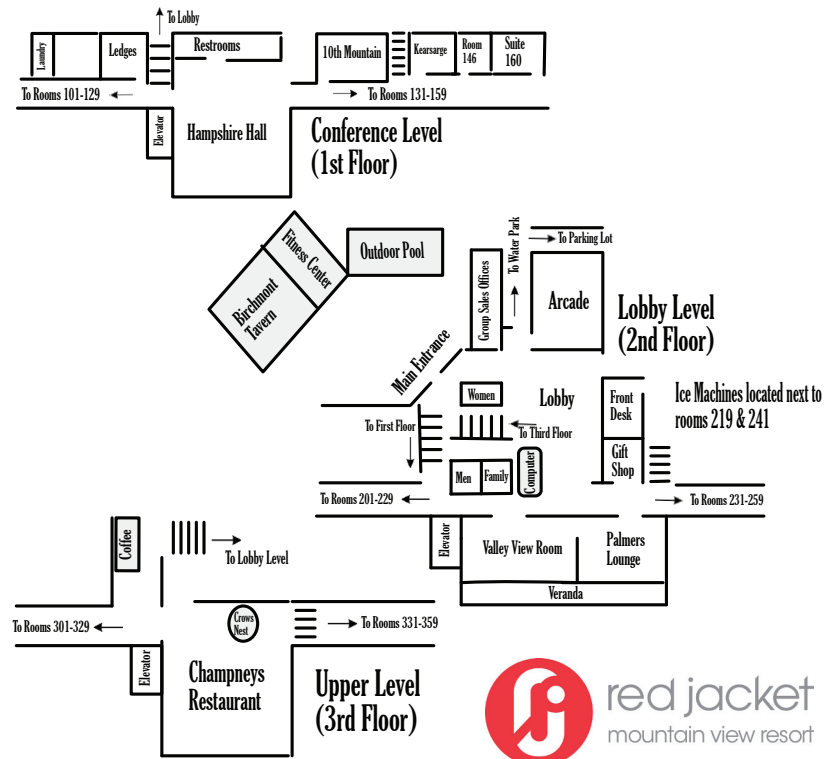 To Lobby
Laundry
Ledges
Restrooms
10th Mountain
Kearsarge
Room
146
Suite
160
To Rooms 101-129
To Rooms 131-159
Elevator
Hampshire Hall
Conference Level
(1st Floor)
Fitness Center
Outdoor Pool
Birchmont
Tavern
Group Sales Offices
To Water Park
To Parking Lot
Arcade
Lobby Level
(2nd Floor)
Main Entrance
Women
Lobby
Front
Desk
Ice Machines located next to
rooms 219 & 241
To First Floor
To Third Floor
Gift
Shop
Men
Family
Computer
To Rooms 201-229
To Rooms 231-259
Elevator
Valley View Room
Palmers
Lounge
Veranda
Coffee
To Lobby Level
To Rooms 301-329
Crows
Nest
To Rooms 331-359
Elevator
Champneys
Restaurant
Upper Level
(3rd Floor)
rj
red jacket
mountain view resort